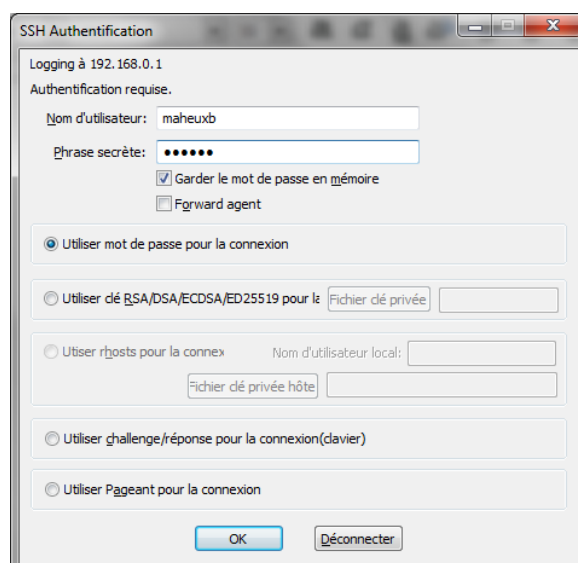 SSH Authentification
Logging à 192.168.0.1
Authentification requise.
Nom d'utilisateur: maheuxb
Phrase secrète: ●●●●●●
Garder le mot de passe en mémoire
Forward agent
Utiliser mot de passe pour la connexion
Utiliser clé RSA/DSA/ECDSA/ED25519 pour la Fichier clé privée
Utiser rhosts pour la connex Nom d'utilisateur local:
Fichier clé privée hôte
Utiliser challenge/réponse pour la connexion(clavier)
Utiliser Pageant pour la connexion
OK Déconnecter